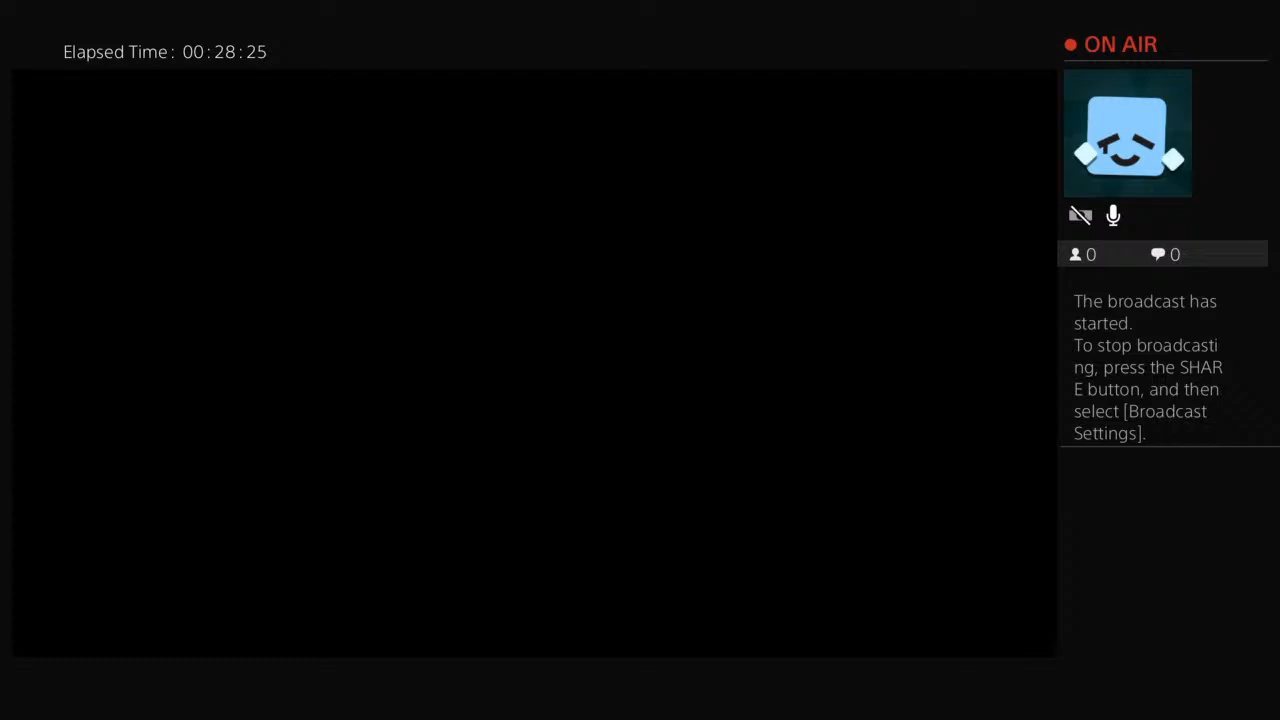 Elapsed Time: 00:28:25
ON AIR
0 0
The broadcast has
started.
To stop broadcasti
ng, press the SHAR
E button, and then
select [Broadcast
Settings].